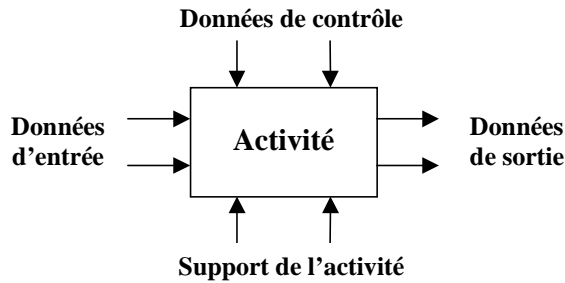 Données de contrôle
Données
d'entrée
Activité
Données
de sortie
Support de l'activité